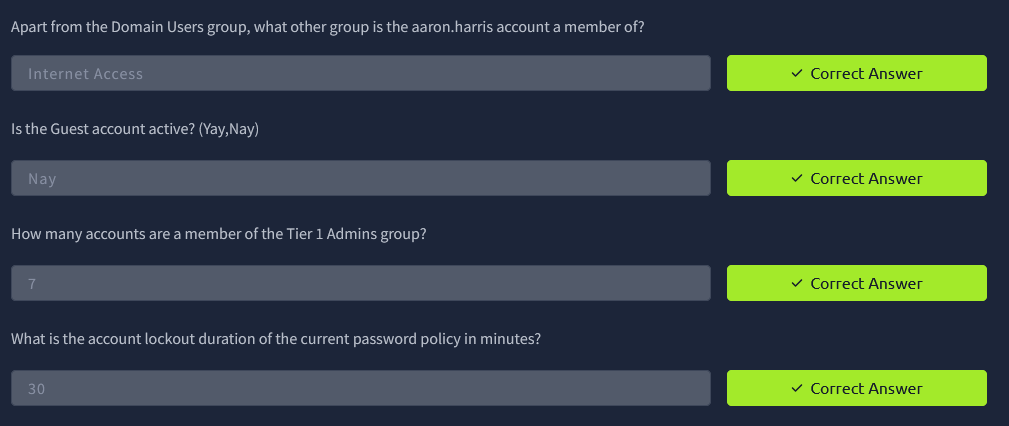 Apart from the Domain Users group, what other group is the aaron.harris account a member of?
Internet Access
✓ Correct Answer
Is the Guest account active? (Yay,Nay)
Nay
✓ Correct Answer
How many accounts are a member of the Tier 1 Admins group?
7
✓ Correct Answer
What is the account lockout duration of the current password policy in minutes?
30
✓ Correct Answer